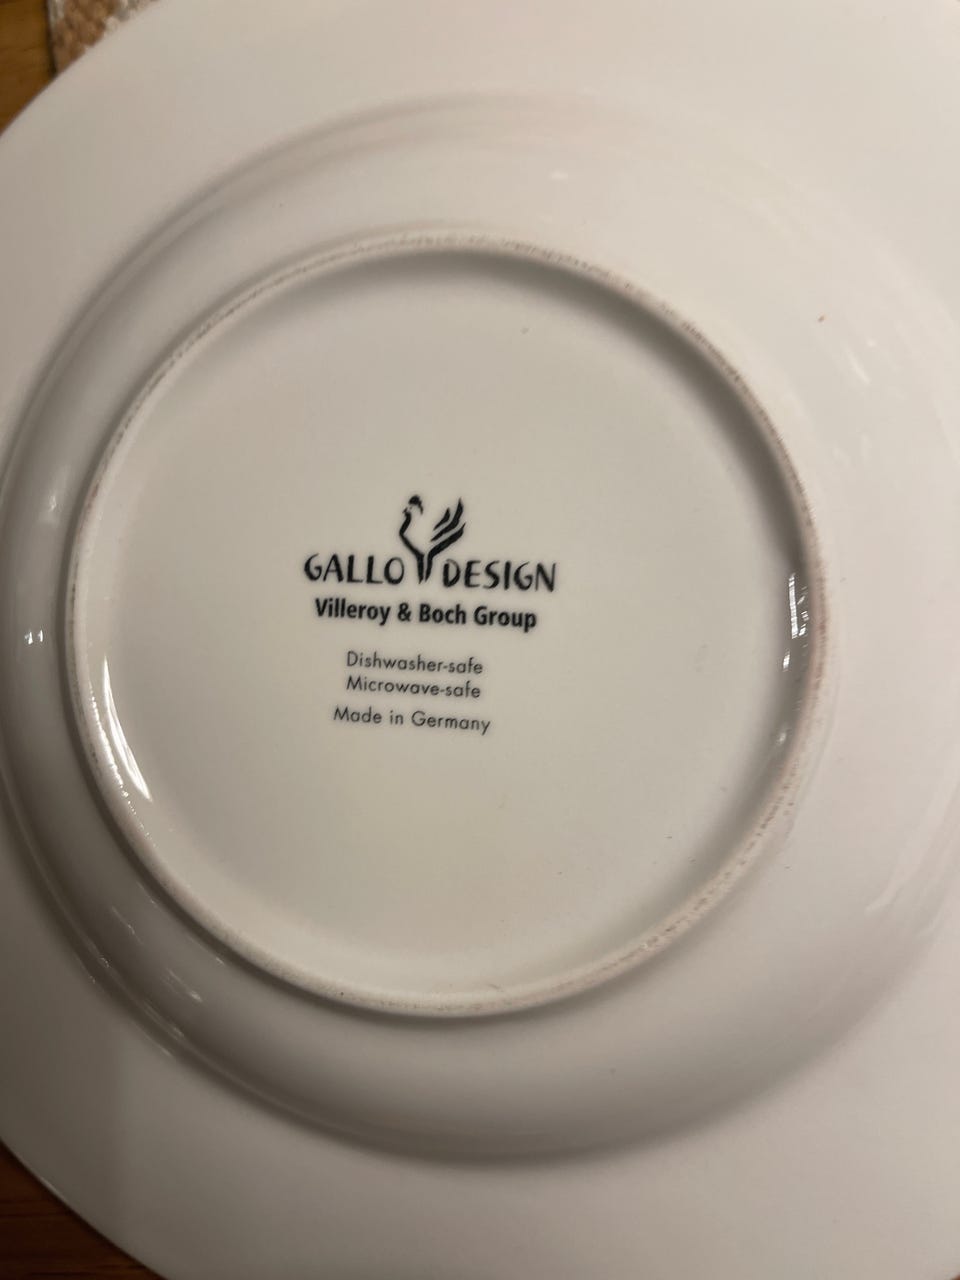 GALLO DESIGN
Villeroy & Boch Group
Dishwasher-safe
Microwave-safe
Made in Germany